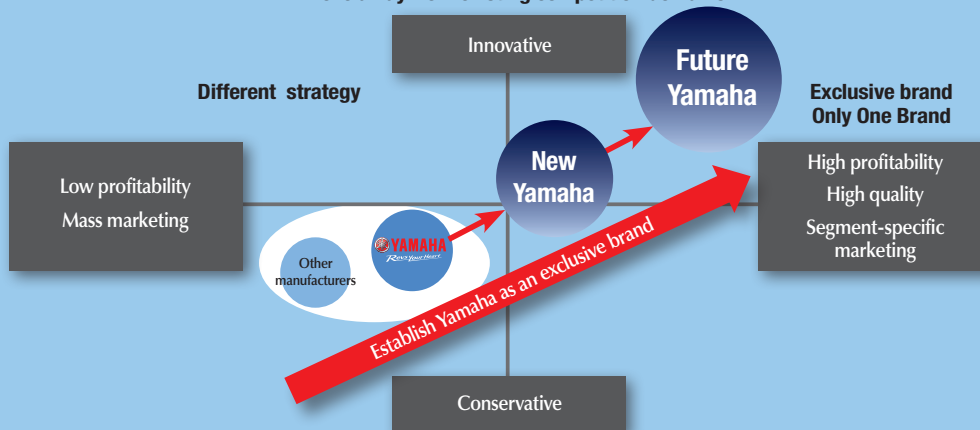 Innovative
Different strategy
Future
Yamaha
Exclusive brand
Only One Brand
New
Yamaha
Low profitability
Mass marketing
High profitability
High quality
Segment-specific
marketing
YAMAHA
Revs Your Heart
Other
manufacturers
Establish Yamaha as an exclusive brand
Conservative